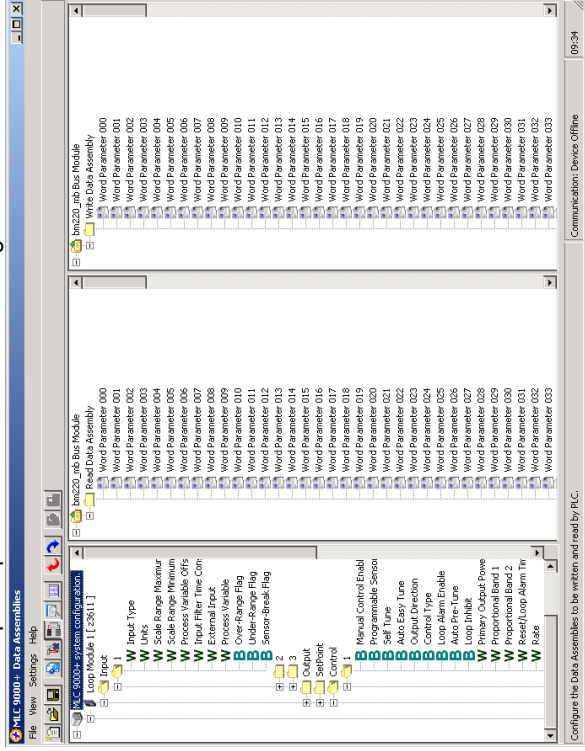 MLC 9000+ Data Assemblies
File View Settings Help
MLC 9000+ system configuration.
Loop Module 1 [ 23611 ]
Input
1
W Input Type
W Units
W Scale Range Maximur
W Scale Range Minimum
W Process Variable Offs
W Input Filter Time Con:
W External Input
W Process Variable
B Over-Range Flag
B Under-Range Flag
B Sensor-Break Flag
2
3
Output
SetPoint
Control
1
B Manual Control Enabl
B Programmable Sensor
B Self Tune
B Auto Easy Tune
B Output Direction
B Control Type
B Loop Alarm Enable
B Auto Pre-Tune
B Loop Inhibit
W Primary Output Powe
W Proportional Band 1
W Proportional Band 2
W Reset/Loop Alarm Tir
W Rate
bm220_mb Bus Module
Read Data Assembly
Word Parameter 000
Word Parameter 001
Word Parameter 002
Word Parameter 003
Word Parameter 004
Word Parameter 005
Word Parameter 006
Word Parameter 007
Word Parameter 008
Word Parameter 009
Word Parameter 010
Word Parameter 011
Word Parameter 012
Word Parameter 013
Word Parameter 014
Word Parameter 015
Word Parameter 016
Word Parameter 017
Word Parameter 018
Word Parameter 019
Word Parameter 020
Word Parameter 021
Word Parameter 022
Word Parameter 023
Word Parameter 024
Word Parameter 025
Word Parameter 026
Word Parameter 027
Word Parameter 028
Word Parameter 029
Word Parameter 030
Word Parameter 031
Word Parameter 032
Word Parameter 033
bm220_mb Bus Module
Write Data Assembly
Word Parameter 000
Word Parameter 001
Word Parameter 002
Word Parameter 003
Word Parameter 004
Word Parameter 005
Word Parameter 006
Word Parameter 007
Word Parameter 008
Word Parameter 009
Word Parameter 010
Word Parameter 011
Word Parameter 012
Word Parameter 013
Word Parameter 014
Word Parameter 015
Word Parameter 016
Word Parameter 017
Word Parameter 018
Word Parameter 019
Word Parameter 020
Word Parameter 021
Word Parameter 022
Word Parameter 023
Word Parameter 024
Word Parameter 025
Word Parameter 026
Word Parameter 027
Word Parameter 028
Word Parameter 029
Word Parameter 030
Word Parameter 031
Word Parameter 032
Word Parameter 033
Configure the Data Assemblies to be written and read by PLC.
Communication: Device Offline
09:34